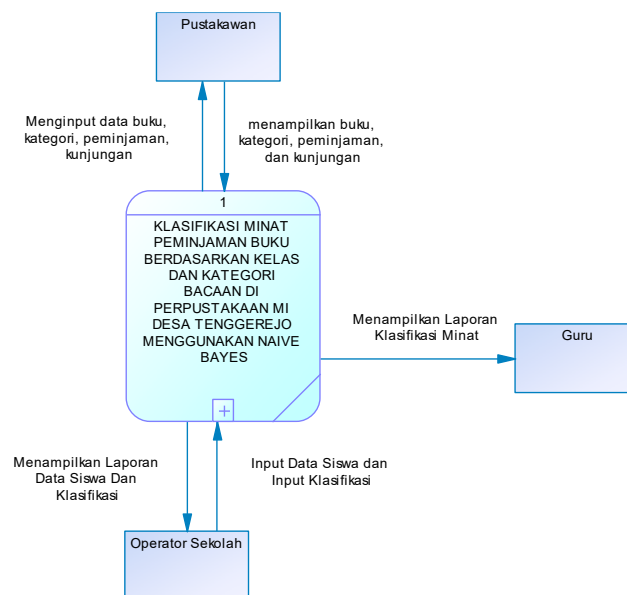 Pustakawan
Menginput data buku,
kategori, peminjaman,
kunjungan
menampilkan buku,
kategori, peminjaman,
dan kunjungan
1
KLASIFIKASI MINAT
PEMINJAMAN BUKU
BERDASARKAN KELAS
DAN KATEGORI
BACAAN DI
PERPUSTAKAAN MI
DESA TENGGEREJO
MENGGUNAKAN NAIVE
BAYES
Menampilkan Laporan
Klasifikasi Minat
Guru
Menampilkan Laporan
Data Siswa Dan
Klasifikasi
Input Data Siswa dan
Input Klasifikasi
Operator Sekolah